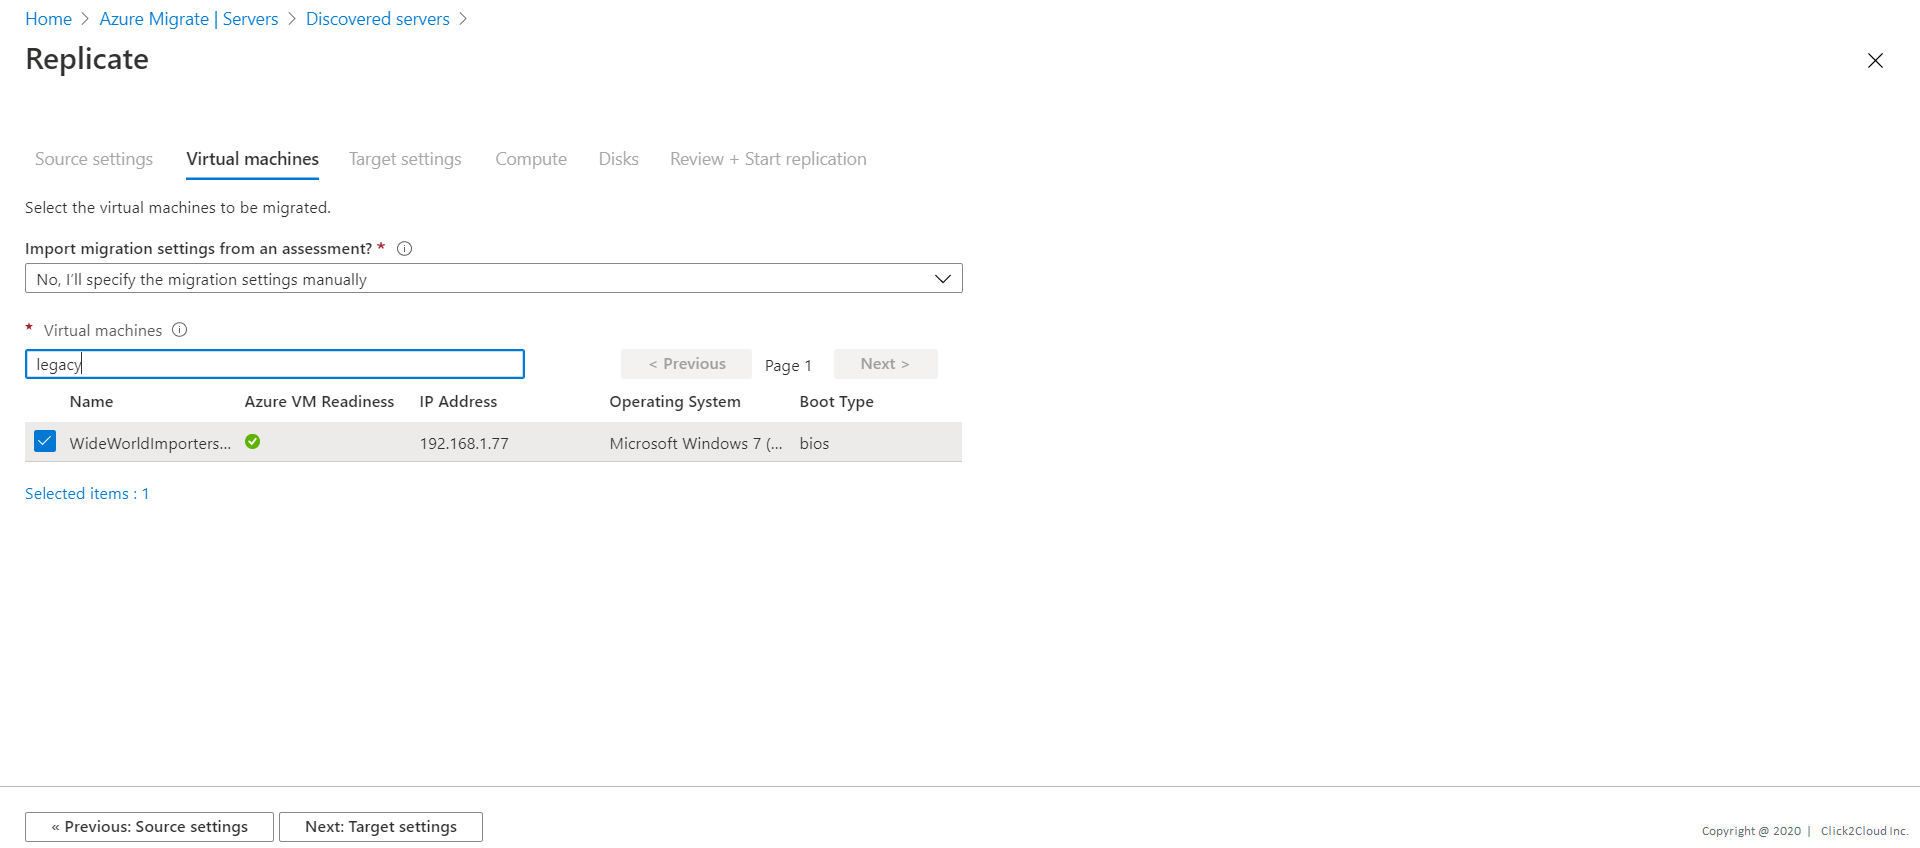 Home > Azure Migrate | Servers > Discovered servers >
Replicate
Source settings Virtual machines Target settings Compute Disks Review + Start replication
Select the virtual machines to be migrated.
Import migration settings from an assessment? *
No, I'll specify the migration settings manually
* Virtual machines
legacy
< Previous Page 1 Next >
Name Azure VM Readiness IP Address Operating System Boot Type
WideWorldImporters... 192.168.1.77 Microsoft Windows 7 (... bios
Selected items : 1
« Previous: Source settings Next: Target settings
Copyright @ 2020 | Click2Cloud Inc.